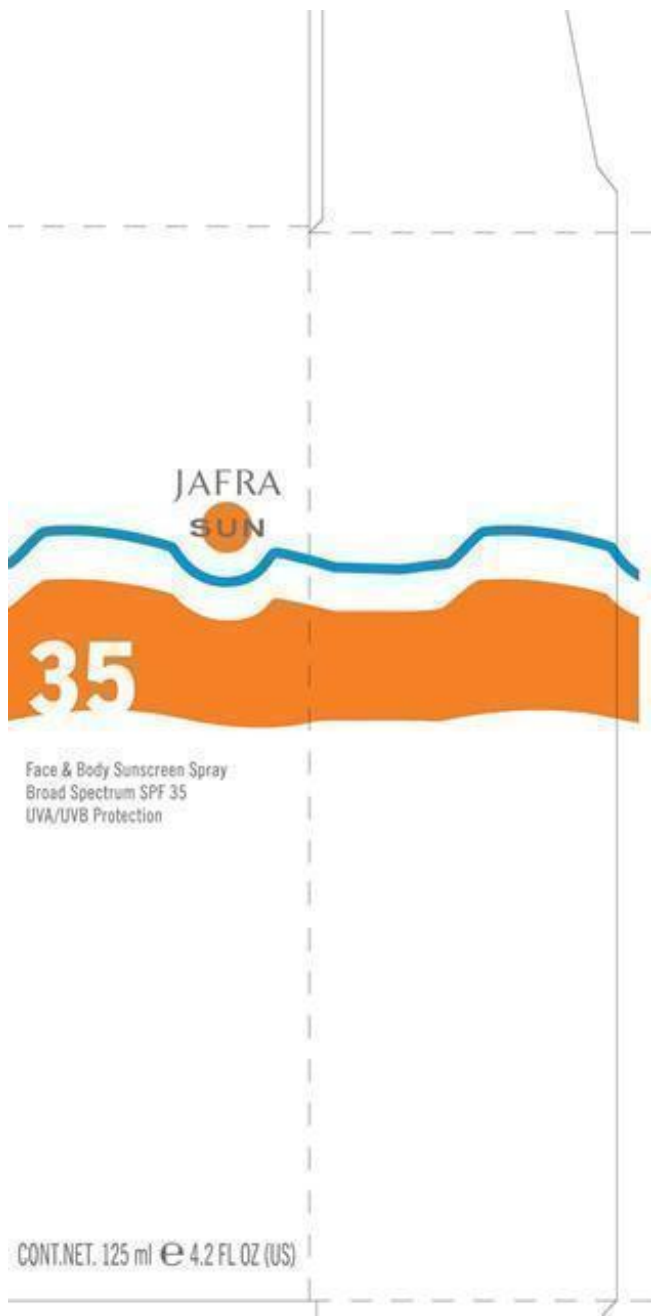 JAFRA
SUN
35
Face & Body Sunscreen Spray
Broad Spectrum SPF 35
UVA/UVB Protection
CONT.NET. 125 ml ℮ 4.2 FL OZ (US)